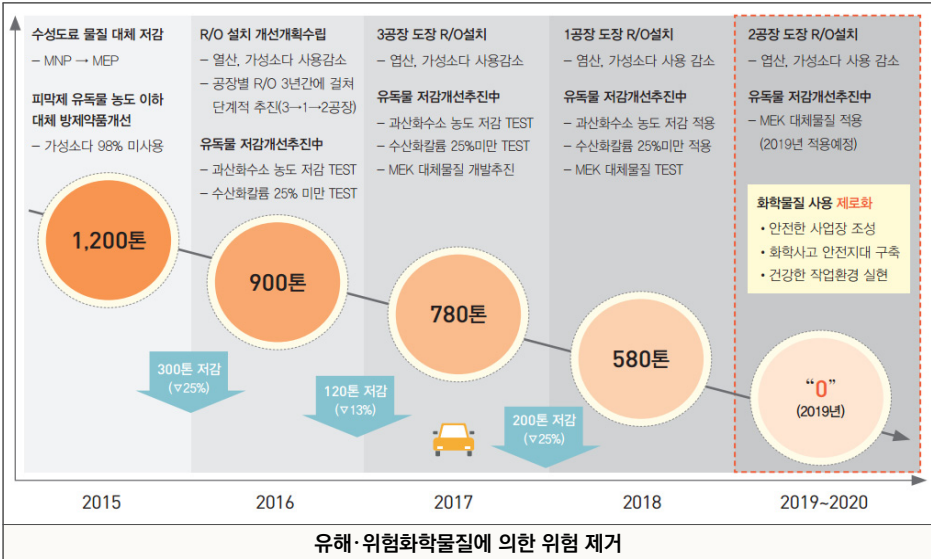 수성도료 물질 대체 저감
– MNP → MEP
피막제 유독물 농도 이하
대체 방제약품개선
– 가성소다 98% 미사용
1,200톤
300톤 저감
(▽25%)
2015
R/O 설치 개선계획수립
– 염산, 가성소다 사용감소
– 공장별 R/O 3년간에 걸쳐
단계적 추진(3→1→2공장)
유독물 저감개선추진中
– 과산화수소 농도 저감 TEST
– 수산화칼륨 25% 미만 TEST
900톤
120톤 저감
(▽13%)
2016
3공장 도장 R/O설치
– 염산, 가성소다 사용감소
유독물 저감개선추진中
– 과산화수소 농도 저감 TEST
– 수산화칼륨 25%미만 TEST
– MEK 대체물질 개발추진
780톤
200톤 저감
(▽25%)
2017
1공장 도장 R/O설치
– 염산, 가성소다 사용 감소
유독물 저감개선추진中
– 과산화수소 농도 저감 적용
– 수산화칼륨 25%미만 적용
– MEK 대체물질 TEST
580톤
2018
2공장 도장 R/O설치
– 염산, 가성소다 사용 감소
유독물 저감개선추진中
– MEK 대체물질 적용
(2019년 적용예정)
화학물질 사용 제로화
• 안전한 사업장 조성
• 화학사고 안전지대 구축
• 건강한 작업환경 실현
“0”
(2019년)
2019~2020
유해·위험화학물질에 의한 위험 제거